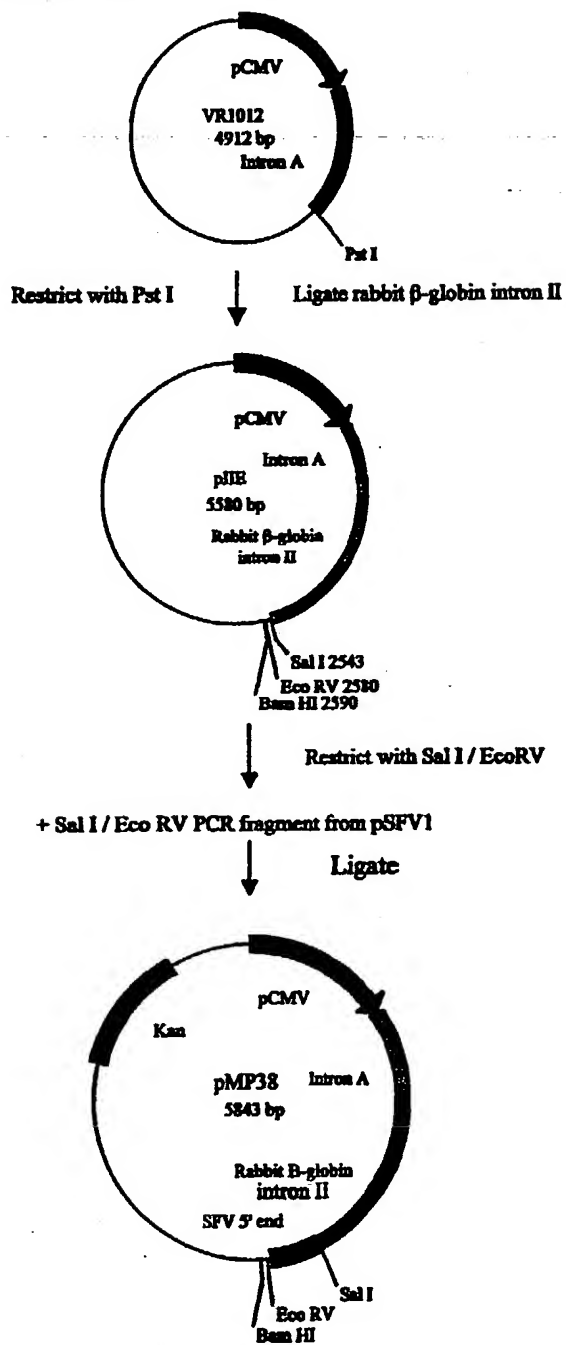 pCMV
VR1012
4912 bp
Intron A
Pst I
Restrict with Pst I
Ligate rabbit β-globin intron II
pCMV
Intron A
pIIE
5580 bp
Rabbit β-globin
intron II
Sal I 2543
Eco RV 2580
Bam HI 2590
Restrict with Sal I / EcoRV
+ Sal I / Eco RV PCR fragment from pSFV1
Ligate
pCMV
Kan
pMP38
Intron A
5843 bp
Rabbit B-globin
intron II
SFV 5' end
Sal I
Eco RV
Bam HI